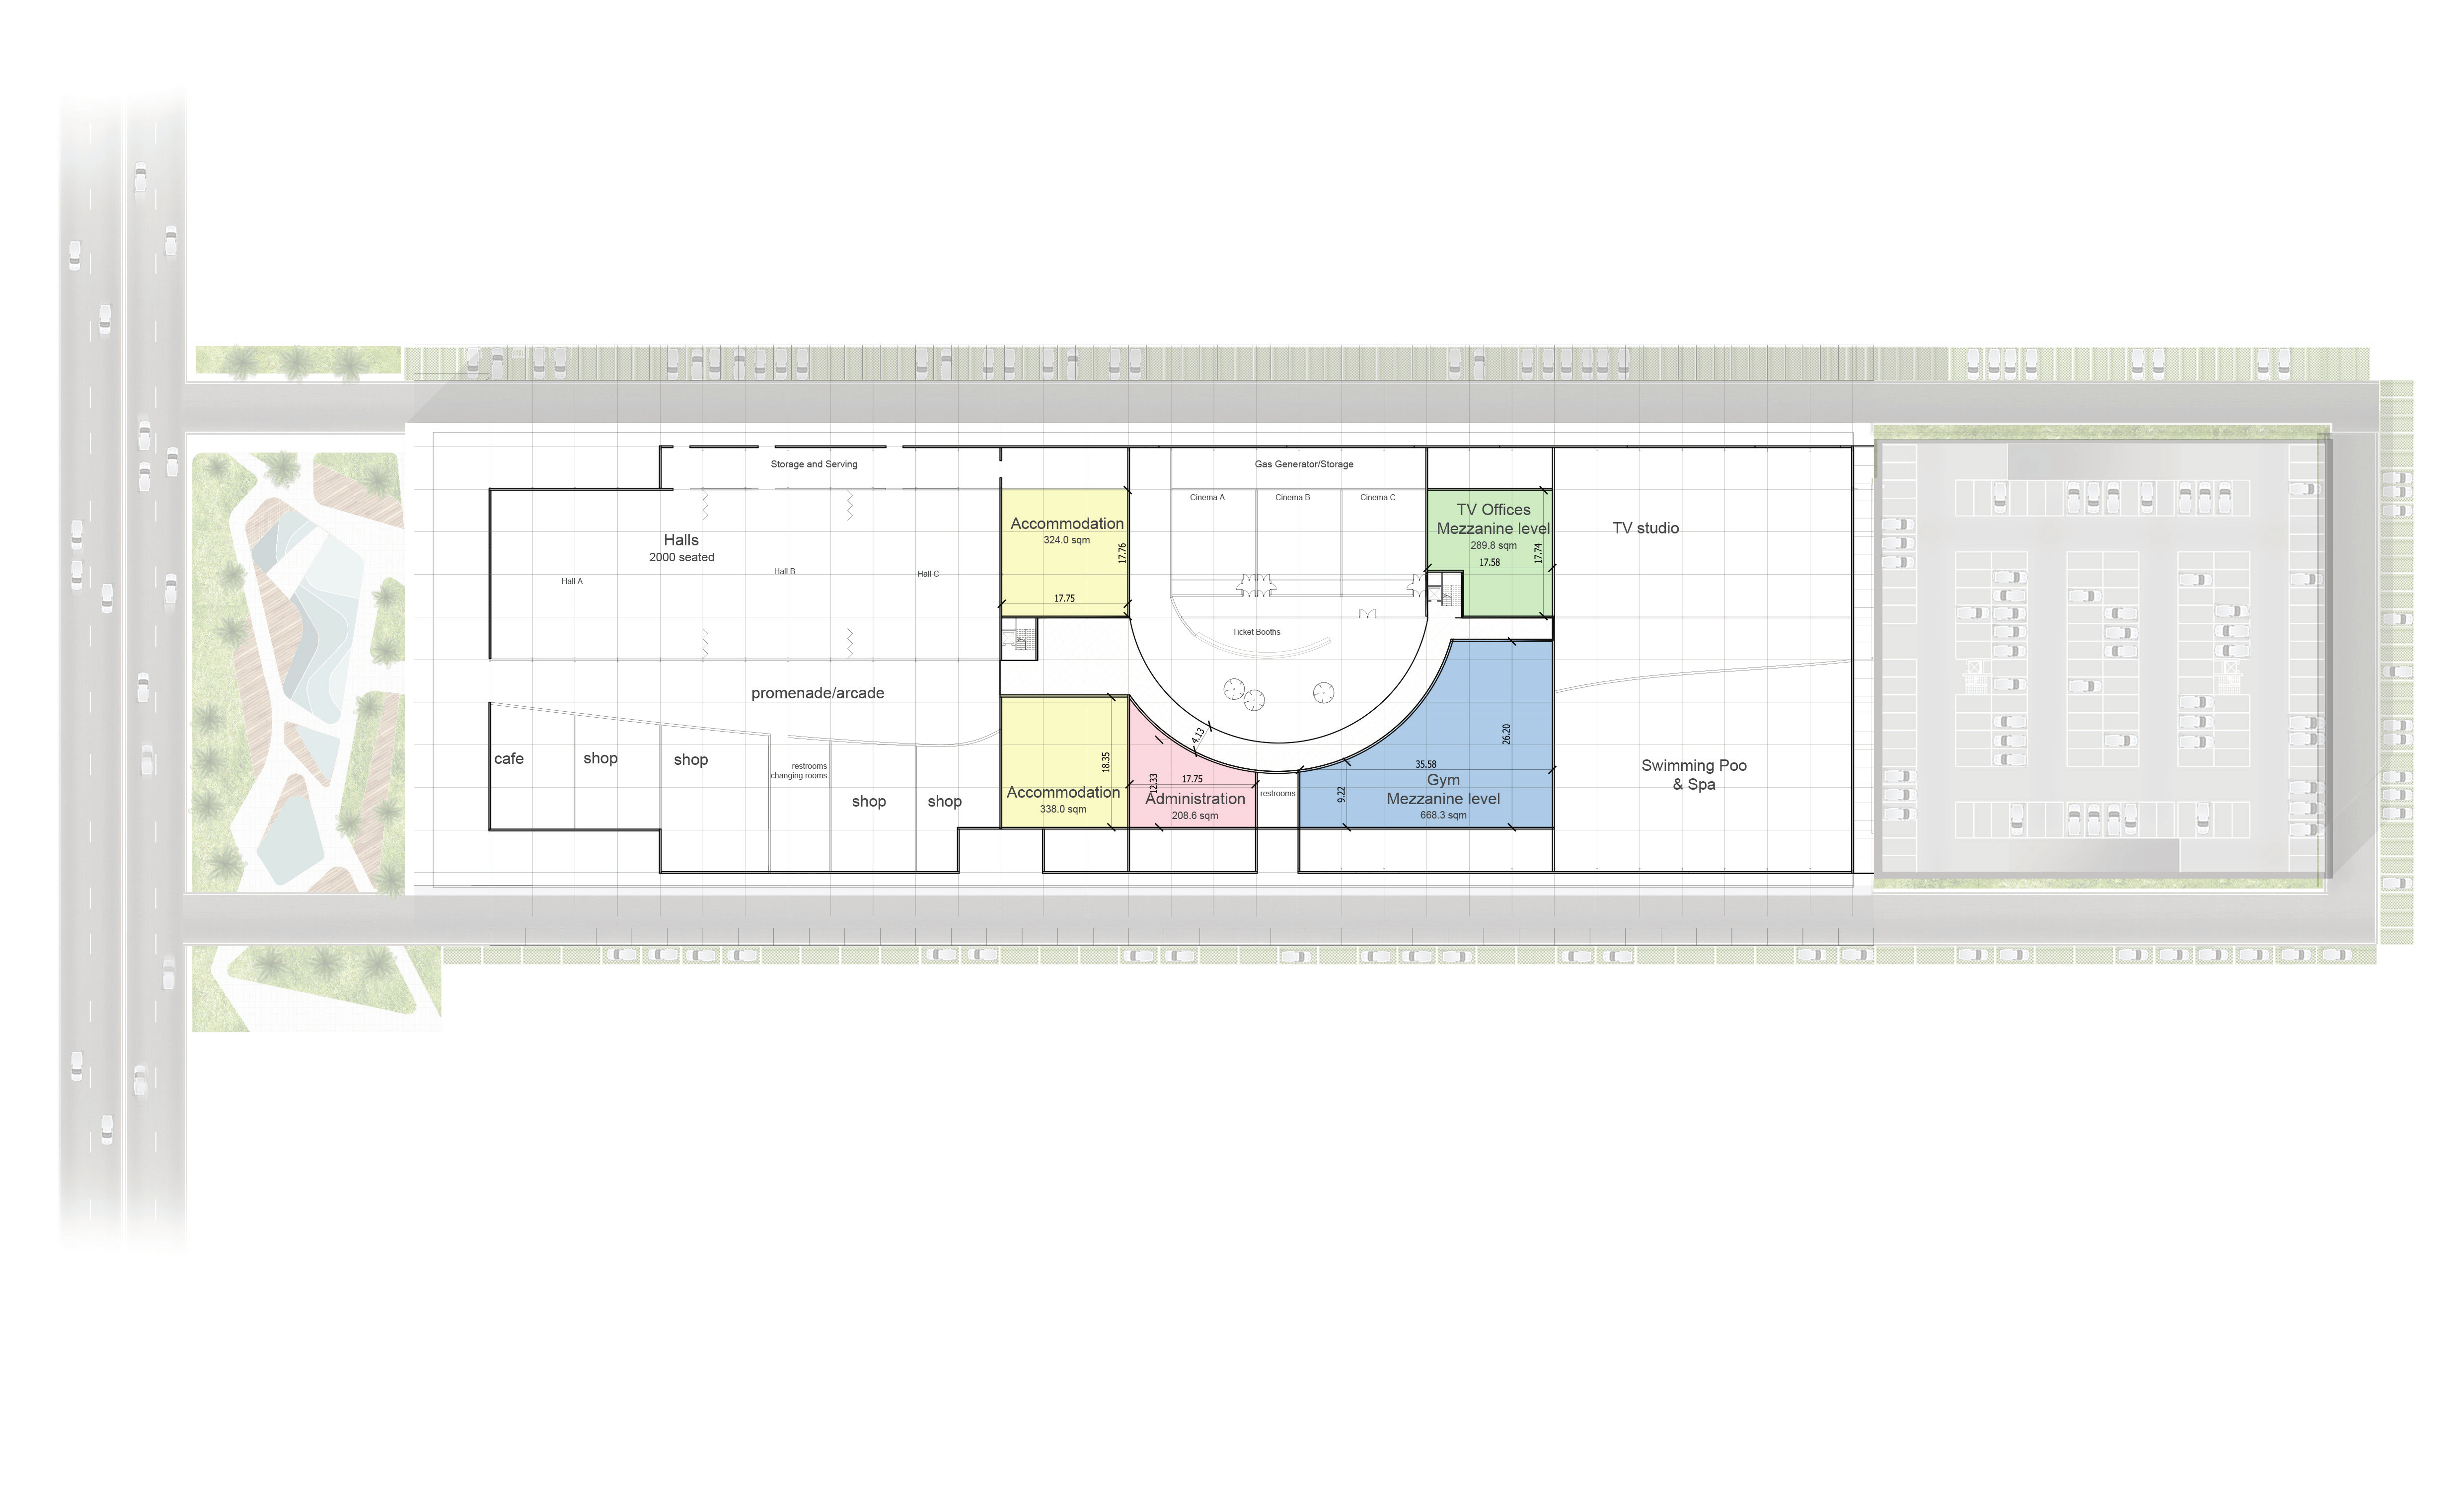 Storage and Serving
Gas Generator/Storage
Cinema A
Cinema B
Cinema C
Accommodation
324.0 sqm
17.76
17.75
TV Offices
Mezzanine level
289.8 sqm
17.58
17.74
TV studio
Halls
2000 seated
Hall A
Hall B
Hall C
Ticket Booths
promenade/arcade
cafe
shop
shop
restrooms
changing rooms
shop
shop
18.35
Accommodation
338.0 sqm
4.13
12.33
17.75
Administration
208.6 sqm
restrooms
9.22
35.58
26.20
Gym
Mezzanine level
668.3 sqm
Swimming Poo
& Spa